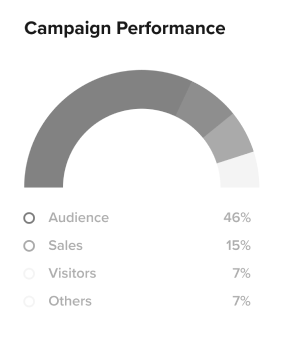 Campaign Performance
Audience 46%
Sales 15%
Visitors 7%
Others 7%